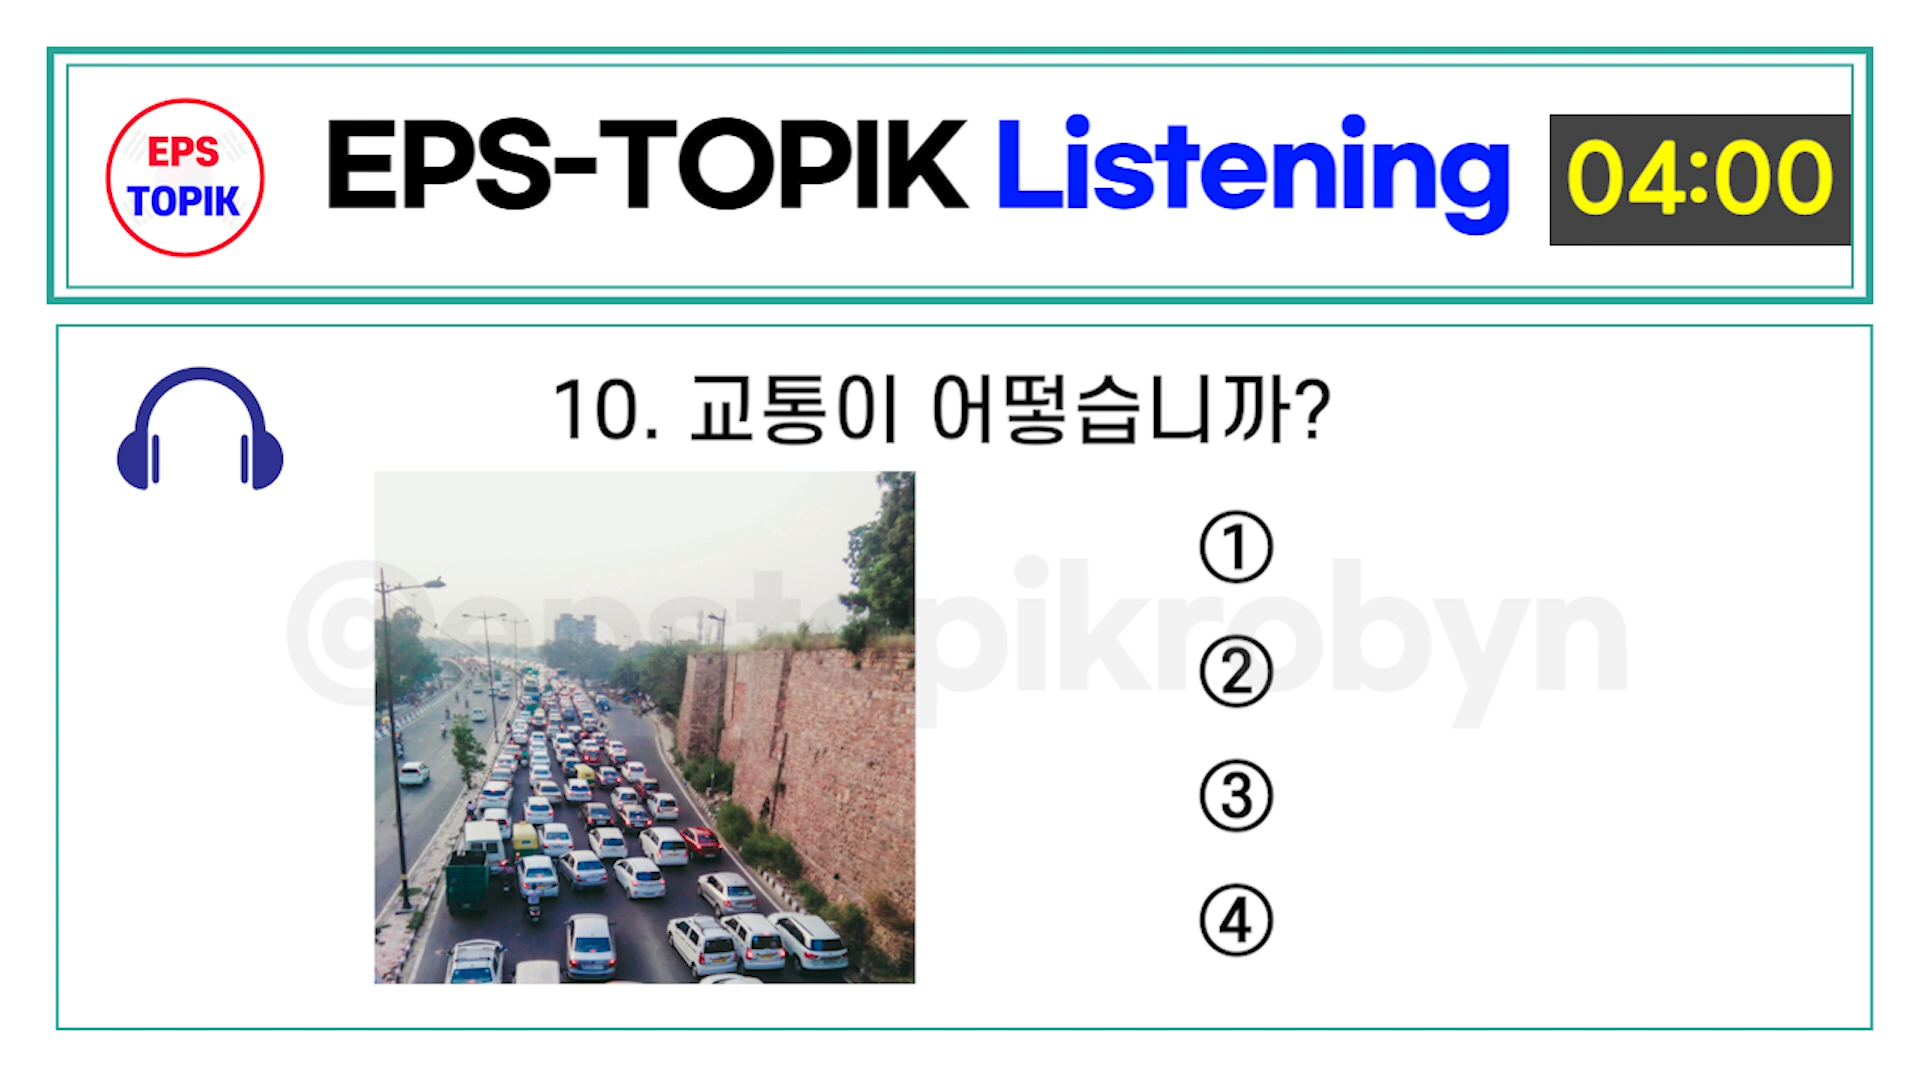 EPS
TOPIK
EPS-TOPIK Listening
04:00
10. 교통이 어떻습니까?
①
②
③
④
@epstopikrobyn